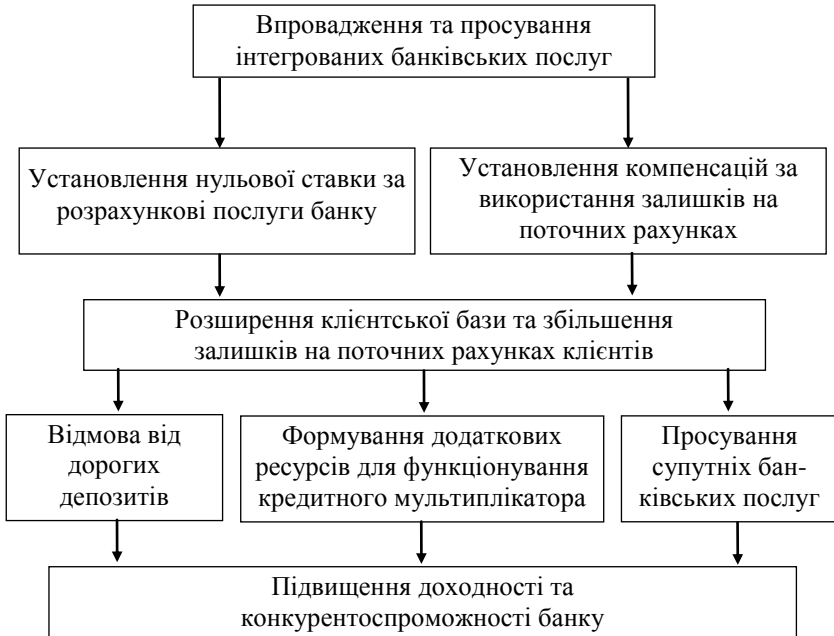 Впровадження та просування
інтегрованих банківських послуг
Установлення нульової ставки за
розрахункові послуги банку
Установлення компенсацій за
використання залишків на
поточних рахунках
Розширення клієнтської бази та збільшення
залишків на поточних рахунках клієнтів
Відмова від
дорогих
депозитів
Формування додаткових
ресурсів для функціонування
кредитного мультиплікатора
Просування
супутніх бан-
ківських послуг
Підвищення доходності та
конкурентоспроможності банку